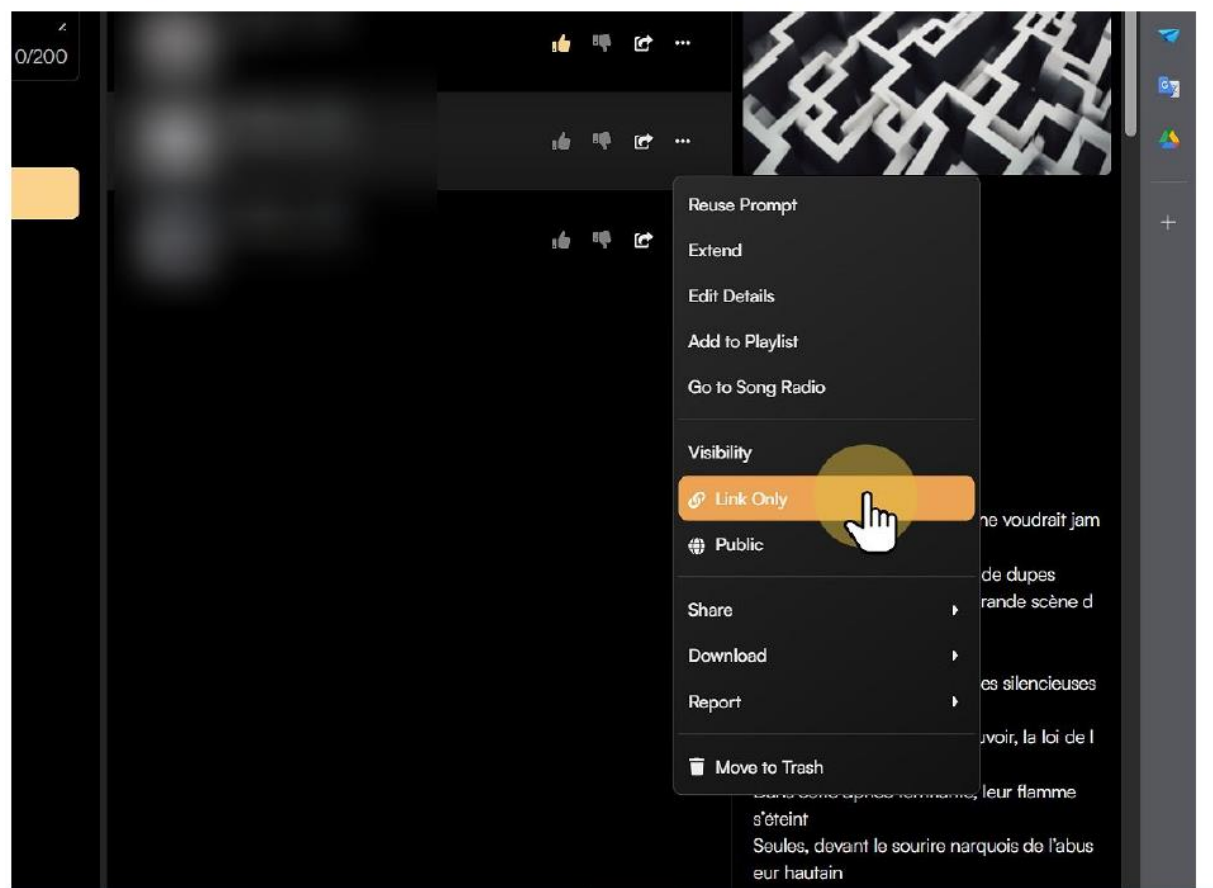 0/200
Reuse Prompt
Extend
Edit Details
Add to Playlist
Go to Song Radio
Visibility
Link Only
Public
Share
Download
Report
Move to Trash
ne voudrait jam
de dupes
rande scène d
es silencieuses
voir, la loi de l
leur flamme
s'éteint
Seules, devant le sourire narquois de l'abus
eur hautain